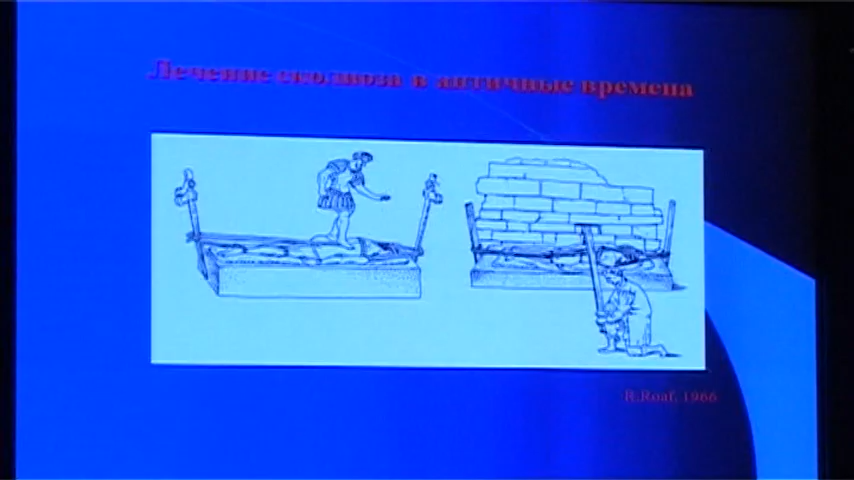 Лечение сколиоза в античные времена
R.Roaf, 1966